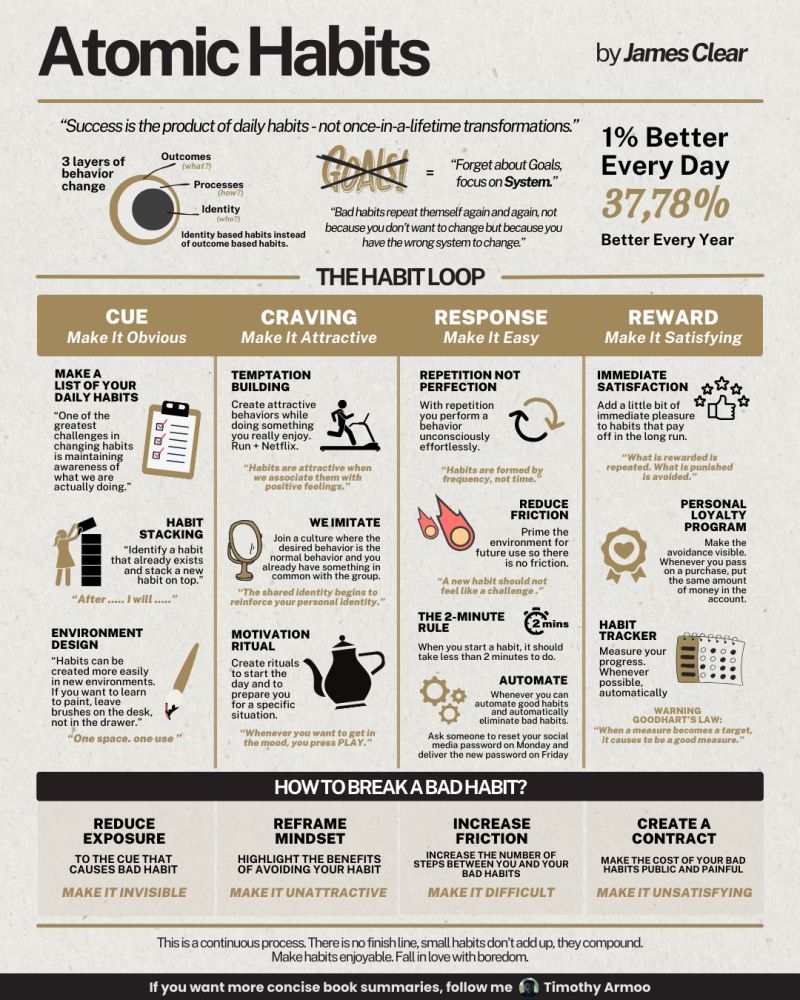 Atomic Habits
by James Clear
“Success is the product of daily habits - not once-in-a-lifetime transformations.”
3 layers of
behavior
change
Outcomes
(what?)
Processes
(how?)
Identity
(who?)
Identity based habits instead
of outcome based habits.
GOALS!
=
“Forget about Goals,
focus on System.”
“Bad habits repeat themself again and again, not
because you don’t want to change but because you
have the wrong system to change.”
1% Better
Every Day
37,78%
Better Every Year
THE HABIT LOOP
CUE
Make It Obvious
CRAVING
Make It Attractive
RESPONSE
Make It Easy
REWARD
Make It Satisfying
MAKE A
LIST OF YOUR
DAILY HABITS
“One of the
greatest
challenges in
changing habits
is maintaining
awareness of
what we are
actually doing.”
HABIT
STACKING
“Identify a habit
that already exists
and stack a new
habit on top.”
“After ..... I will .....”
ENVIRONMENT
DESIGN
“Habits can be
created more easily
in new environments.
If you want to learn
to paint, leave
brushes on the desk,
not in the drawer.”
“One space. one use ”
TEMPTATION
BUILDING
Create attractive
behaviors while
doing something
you really enjoy.
Run + Netflix.
“Habits are attractive when
we associate them with
positive feelings.”
WE IMITATE
Join a culture where the
desired behavior is the
normal behavior and you
already have something in
common with the group.
“The shared identity begins to
reinforce your personal identity.”
MOTIVATION
RITUAL
Create rituals
to start the
day and to
prepare you
for a specific
situation.
“Whenever you want to get in
the mood, you press PLAY.”
REPETITION NOT
PERFECTION
With repetition
you perform a
behavior
unconsciously
effortlessly.
“Habits are formed by
frequency, not time.”
REDUCE
FRICTION
Prime the
environment for
future use so there
is no friction.
“A new habit should not
feel like a challenge .”
THE 2-MINUTE
RULE
2 mins
When you start a habit, it should
take less than 2 minutes to do.
AUTOMATE
Whenever you can
automate good habits
and automatically
eliminate bad habits.
Ask someone to reset your social
media password on Monday and
deliver the new password on Friday
IMMEDIATE
SATISFACTION
Add a little bit of
immediate pleasure
to habits that pay
off in the long run.
“What is rewarded is
repeated. What is punished
is avoided.”
PERSONAL
LOYALTY
PROGRAM
Make the
avoidance visible.
Whenever you pass
on a purchase, put
the same amount
of money in the
account.
HABIT
TRACKER
Measure your
progress.
Whenever
possible,
automatically
WARNING
GOODHART’S LAW:
“When a measure becomes a target,
it causes to be a good measure.”
HOW TO BREAK A BAD HABIT?
REDUCE
EXPOSURE
TO THE CUE THAT
CAUSES BAD HABIT
MAKE IT INVISIBLE
REFRAME
MINDSET
HIGHLIGHT THE BENEFITS
OF AVOIDING YOUR HABIT
MAKE IT UNATTRACTIVE
INCREASE
FRICTION
INCREASE THE NUMBER OF
STEPS BETWEEN YOU AND YOUR
BAD HABITS
MAKE IT DIFFICULT
CREATE A
CONTRACT
MAKE THE COST OF YOUR BAD
HABITS PUBLIC AND PAINFUL
MAKE IT UNSATISFYING
This is a continuous process. There is no finish line, small habits don’t add up, they compound.
Make habits enjoyable. Fall in love with boredom.
If you want more concise book summaries, follow me Timothy Armoo